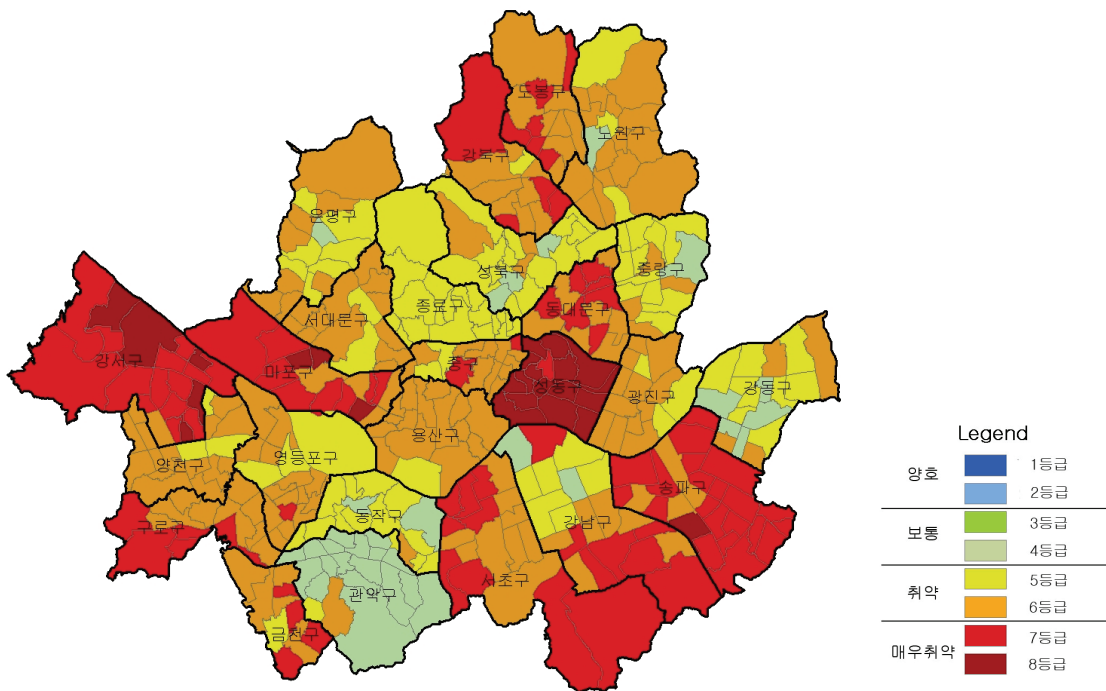 도봉구
노원구
강북구
은평구
성북구
중랑구
종로구
서대문구
동대문구
강서구
마포구
중구
성동구
광진구
강동구
용산구
양천구
영등포구
송파구
동작구
강남구
구로구
서초구
관악구
금천구
Legend
양호
1등급
2등급
보통
3등급
4등급
취약
5등급
6등급
매우취약
7등급
8등급